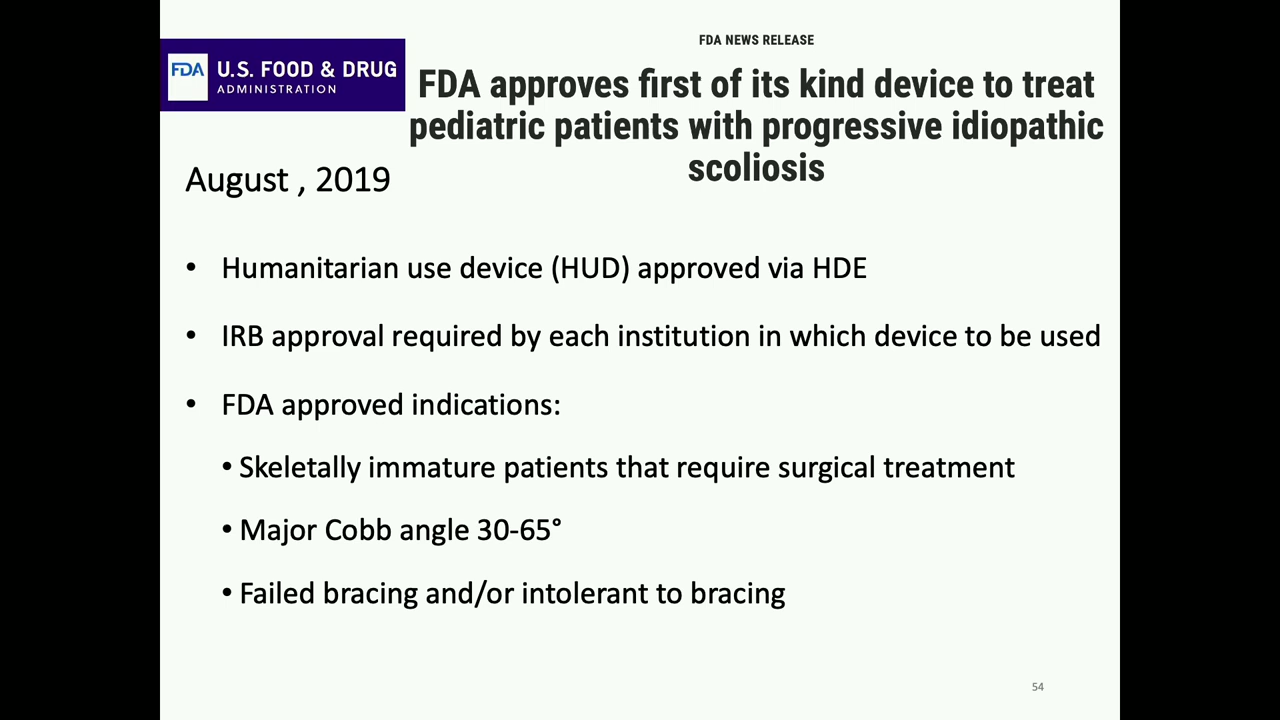 FDA NEWS RELEASE
FDA U.S. FOOD & DRUG
ADMINISTRATION
FDA approves first of its kind device to treat
pediatric patients with progressive idiopathic
scoliosis
August , 2019
• Humanitarian use device (HUD) approved via HDE
• IRB approval required by each institution in which device to be used
• FDA approved indications:
• Skeletally immature patients that require surgical treatment
• Major Cobb angle 30-65°
• Failed bracing and/or intolerant to bracing
54